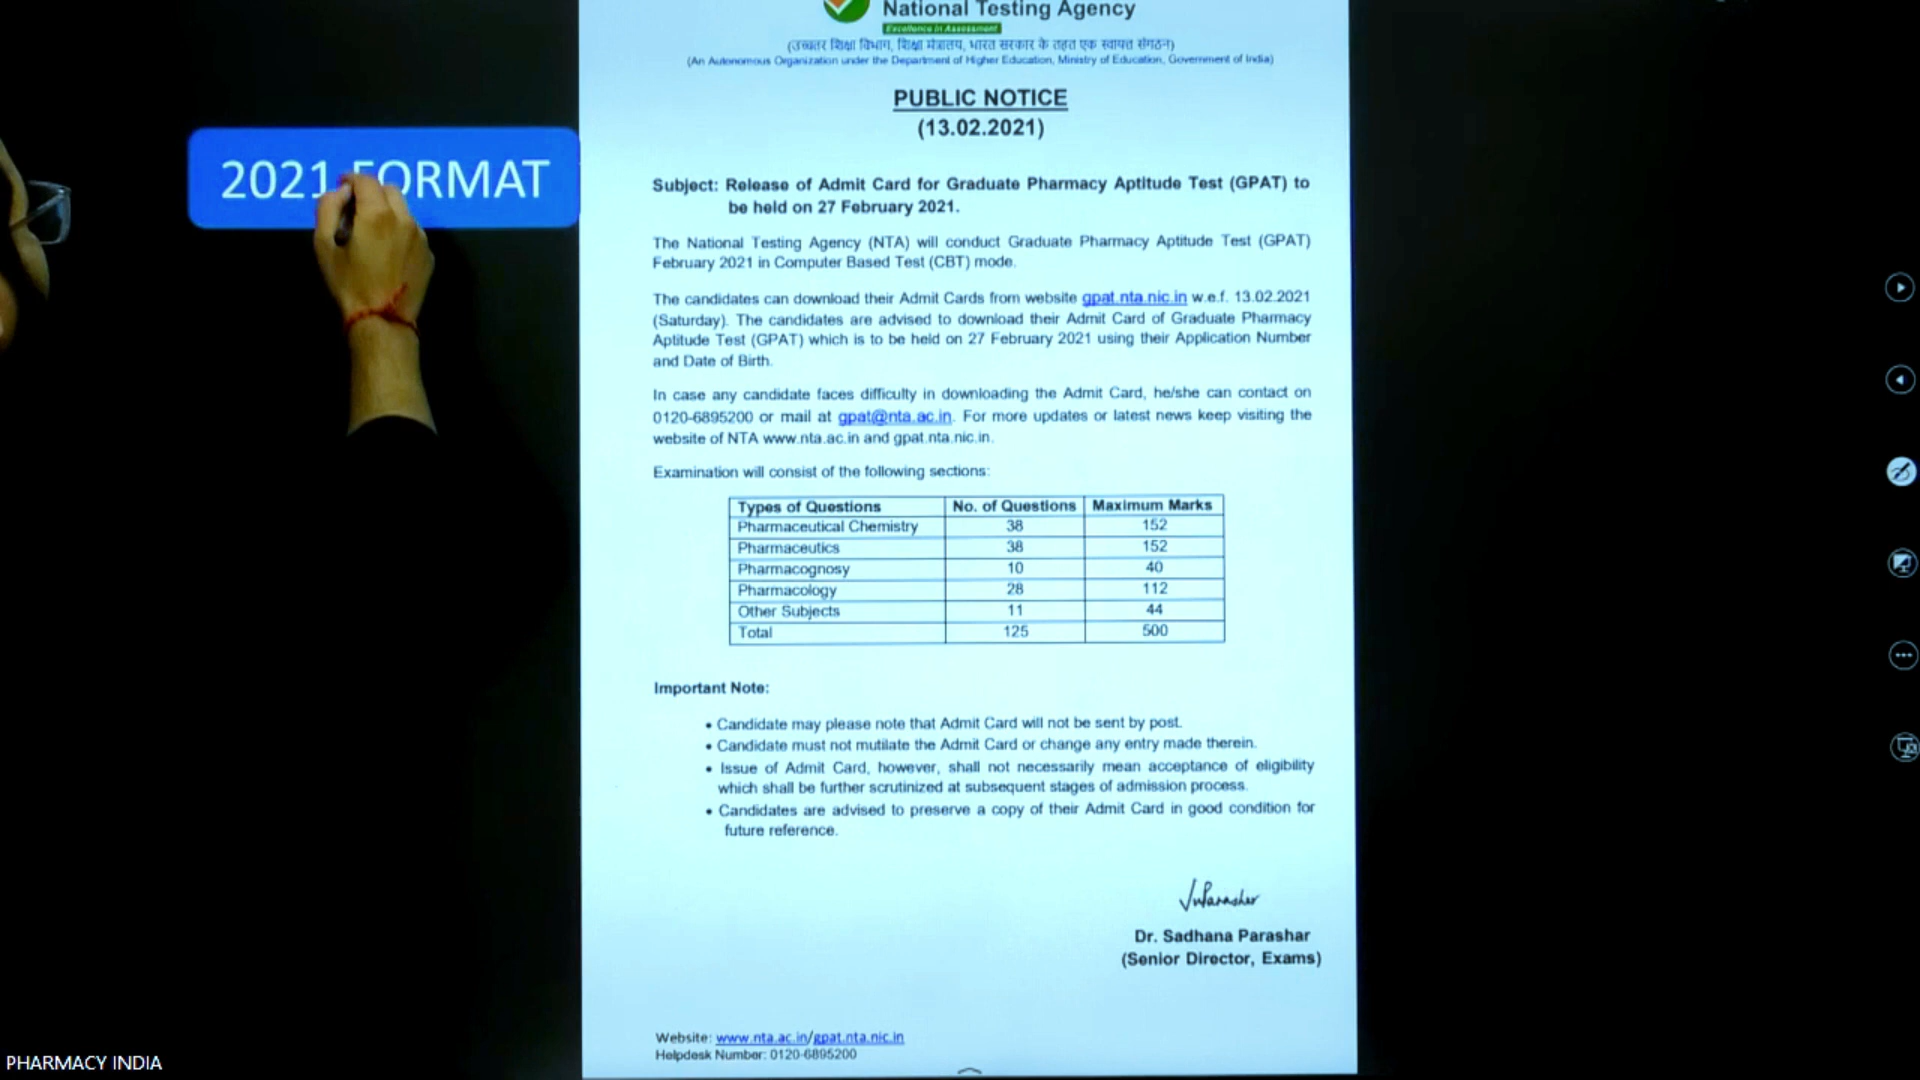 National Testing Agency
Excellence in Assessment
(उच्चतर शिक्षा विभाग, शिक्षा मंत्रालय, भारत सरकार के तहत एक स्वायत्त संगठन)
(An Autonomous Organization under the Department of Higher Education, Ministry of Education, Government of India)
PUBLIC NOTICE
(13.02.2021)
2021 FORMAT
Subject: Release of Admit Card for Graduate Pharmacy Aptitude Test (GPAT) to
be held on 27 February 2021.
The National Testing Agency (NTA) will conduct Graduate Pharmacy Aptitude Test (GPAT)
February 2021 in Computer Based Test (CBT) mode.
The candidates can download their Admit Cards from website gpat.nta.nic.in w.e.f. 13.02.2021
(Saturday). The candidates are advised to download their Admit Card of Graduate Pharmacy
Aptitude Test (GPAT) which is to be held on 27 February 2021 using their Application Number
and Date of Birth.
In case any candidate faces difficulty in downloading the Admit Card, he/she can contact on
0120-6895200 or mail at gpat@nta.ac.in. For more updates or latest news keep visiting the
website of NTA www.nta.ac.in and gpat.nta.nic.in.
Examination will consist of the following sections:
Types of Questions No. of Questions Maximum Marks
Pharmaceutical Chemistry 38 152
Pharmaceutics 38 152
Pharmacognosy 10 40
Pharmacology 28 112
Other Subjects 11 44
Total 125 500
Important Note:
• Candidate may please note that Admit Card will not be sent by post.
• Candidate must not mutilate the Admit Card or change any entry made therein.
• Issue of Admit Card, however, shall not necessarily mean acceptance of eligibility
which shall be further scrutinized at subsequent stages of admission process.
• Candidates are advised to preserve a copy of their Admit Card in good condition for
future reference.
Dr. Sadhana Parashar
(Senior Director, Exams)
Website: www.nta.ac.in/gpat.nta.nic.in
Helpdesk Number: 0120-6895200
PHARMACY INDIA